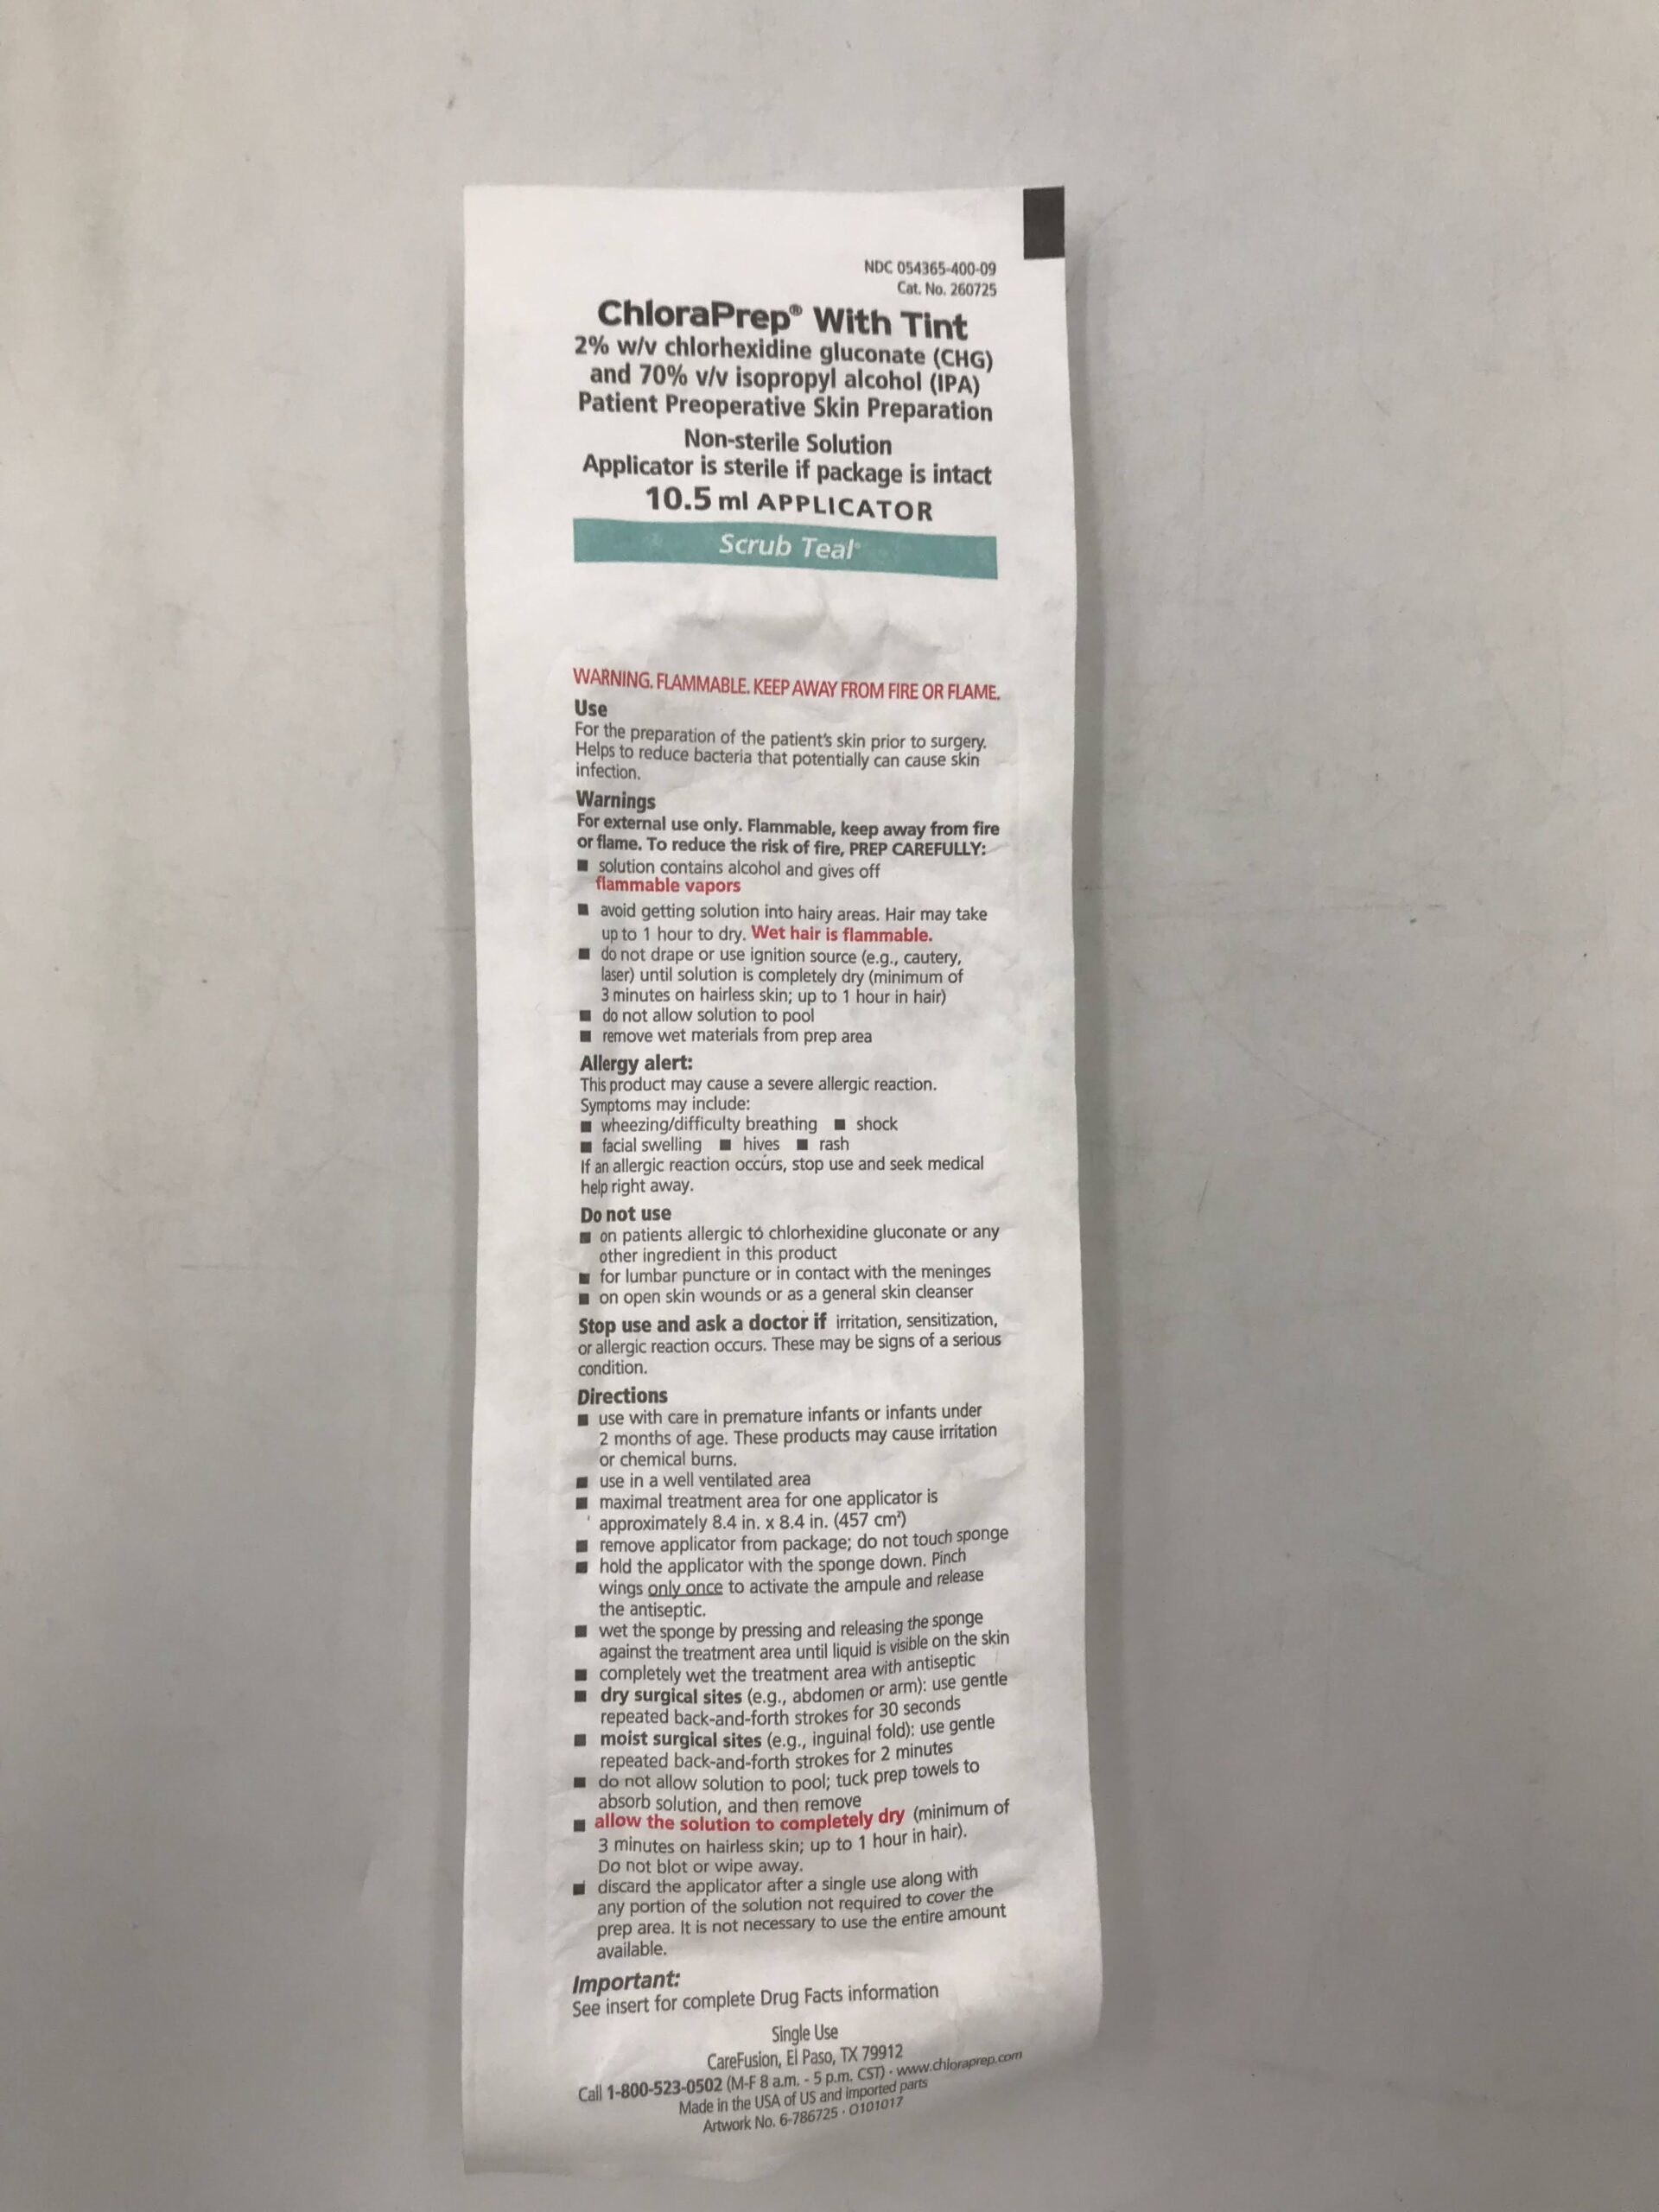 NDC 054365-400-09
Cat. No. 260725
ChloraPrep® With Tint
2% w/v chlorhexidine gluconate (CHG)
and 70% v/v isopropyl alcohol (IPA)
Patient Preoperative Skin Preparation
Non-sterile Solution
Applicator is sterile if package is intact
10.5 ml APPLICATOR
Scrub Teal®
WARNING. FLAMMABLE. KEEP AWAY FROM FIRE OR FLAME.
Use
For the preparation of the patient's skin prior to surgery.
Helps to reduce bacteria that potentially can cause skin
infection.
Warnings
For external use only. Flammable, keep away from fire
or flame. To reduce the risk of fire, PREP CAREFULLY:
■ solution contains alcohol and gives off
flammable vapors
■ avoid getting solution into hairy areas. Hair may take
up to 1 hour to dry. Wet hair is flammable.
■ do not drape or use ignition source (e.g., cautery,
laser) until solution is completely dry (minimum of
3 minutes on hairless skin; up to 1 hour in hair)
■ do not allow solution to pool
■ remove wet materials from prep area
Allergy alert:
This product may cause a severe allergic reaction.
Symptoms may include:
■ wheezing/difficulty breathing ■ shock
■ facial swelling ■ hives ■ rash
If an allergic reaction occurs, stop use and seek medical
help right away.
Do not use
■ on patients allergic to chlorhexidine gluconate or any
other ingredient in this product
■ for lumbar puncture or in contact with the meninges
■ on open skin wounds or as a general skin cleanser
Stop use and ask a doctor if irritation, sensitization,
or allergic reaction occurs. These may be signs of a serious
condition.
Directions
■ use with care in premature infants or infants under
2 months of age. These products may cause irritation
or chemical burns.
■ use in a well ventilated area
■ maximal treatment area for one applicator is
approximately 8.4 in. x 8.4 in. (457 cm²)
■ remove applicator from package; do not touch sponge
■ hold the applicator with the sponge down. Pinch
wings only once to activate the ampule and release
the antiseptic.
■ wet the sponge by pressing and releasing the sponge
against the treatment area until liquid is visible on the skin
■ completely wet the treatment area with antiseptic
■ dry surgical sites (e.g., abdomen or arm): use gentle
repeated back-and-forth strokes for 30 seconds
■ moist surgical sites (e.g., inguinal fold): use gentle
repeated back-and-forth strokes for 2 minutes
■ do not allow solution to pool; tuck prep towels to
absorb solution, and then remove
■ allow the solution to completely dry (minimum of
3 minutes on hairless skin; up to 1 hour in hair).
Do not blot or wipe away.
■ discard the applicator after a single use along with
any portion of the solution not required to cover the
prep area. It is not necessary to use the entire amount
available.
Important:
See insert for complete Drug Facts information
Single Use
CareFusion, El Paso, TX 79912
Call 1-800-523-0502 (M-F 8 a.m. - 5 p.m. CST) · www.chloraprep.com
Made in the USA of US and imported parts
Artwork No. 6-786725 · O101017